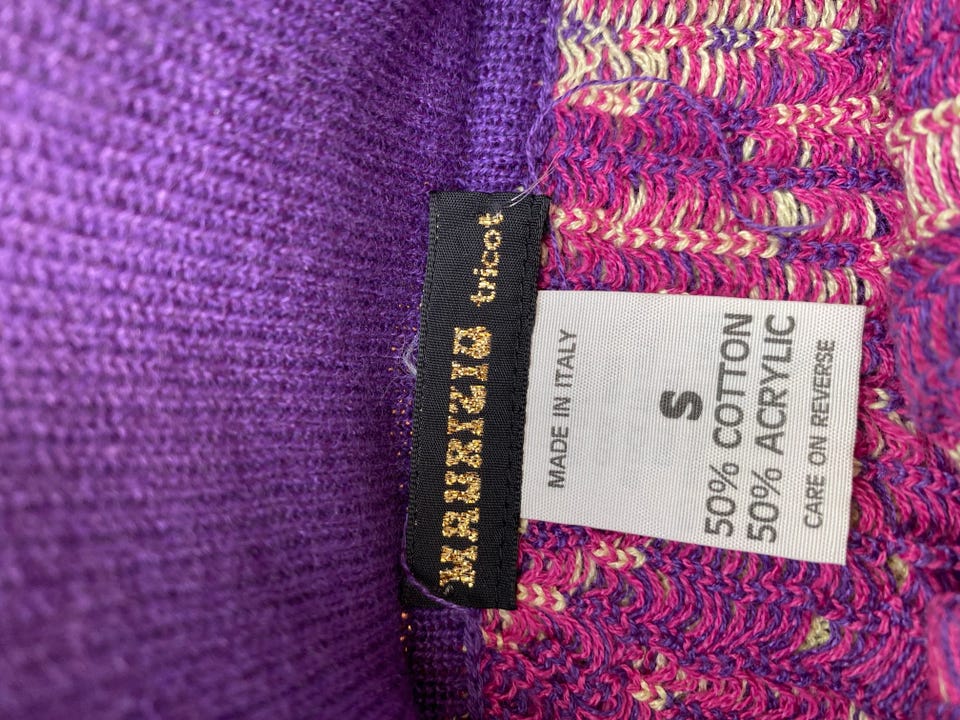 MAURIZIO tricot
MADE IN ITALY
S
50% COTTON
50% ACRYLIC
CARE ON REVERSE